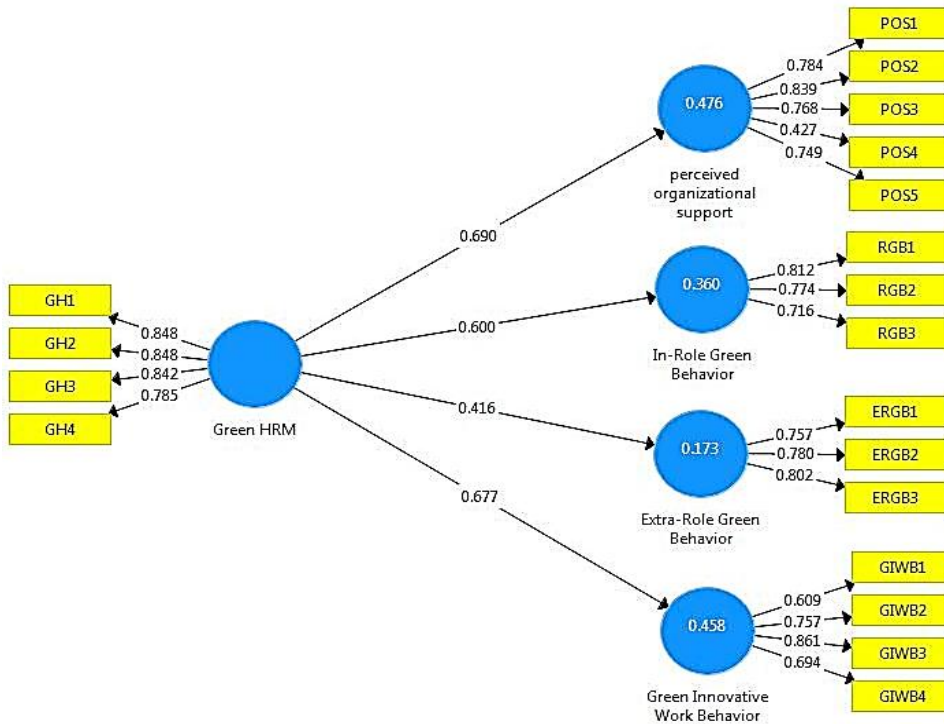 POS1
0.784
POS2
0.839
0.476
0.768
POS3
0.427
POS4
0.749
perceived
organizational
support
POS5
0.690
RGB1
0.812
0.360
0.774
RGB2
0.716
RGB3
In-Role Green
Behavior
0.600
GH1
0.848
GH2
0.848
GH3
0.842
GH4
0.785
Green HRM
0.416
ERGB1
0.757
0.173
0.780
ERGB2
0.802
ERGB3
Extra-Role Green
Behavior
0.677
GIWB1
0.609
GIWB2
0.757
0.458
0.861
GIWB3
0.694
GIWB4
Green Innovative
Work Behavior